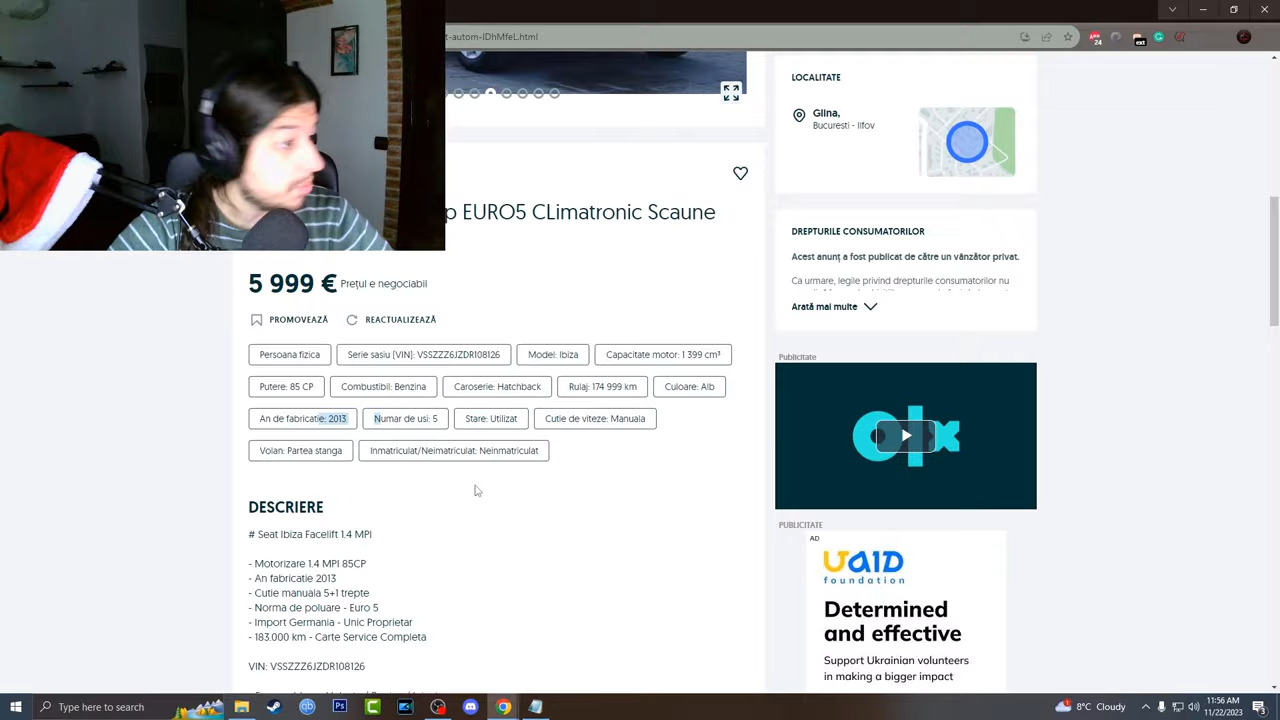 t-autom-IDhMfeL.html
24
ext
LOCALITATE
Glina,
Bucuresti - Ilfov
p EURO5 CLimatronic Scaune
DREPTURILE CONSUMATORILOR
Acest anunț a fost publicat de către un vânzător privat.
Ca urmare, legile privind drepturile consumatorilor nu
5 999 € Prețul e negociabil
Arată mai multe
PROMOVEAZĂ REACTUALIZEAZĂ
Persoana fizica Serie sasiu (VIN): VSSZZZ6JZDR108126 Model: Ibiza Capacitate motor: 1 399 cm³
Publicitate
Putere: 85 CP Combustibil: Benzina Caroserie: Hatchback Rulaj: 174 999 km Culoare: Alb
An de fabricatie: 2013 Numar de usi: 5 Stare: Utilizat Cutie de viteze: Manuala
olx
Volan: Partea stanga Inmatriculat/Neimatriculat: Neinmatriculat
DESCRIERE
# Seat Ibiza Facelift 1.4 MPI
- Motorizare 1.4 MPI 85CP
- An fabricatie 2013
- Cutie manuala 5+1 trepte
- Norma de poluare - Euro 5
- Import Germania - Unic Proprietar
- 183.000 km - Carte Service Completa
VIN: VSSZZZ6JZDR108126
PUBLICITATE
AD
UAID
foundation
Determined
and effective
Support Ukrainian volunteers
in making a bigger impact
Type here to search
qb
Ps
8°C Cloudy
11:56 AM
11/22/2023
3